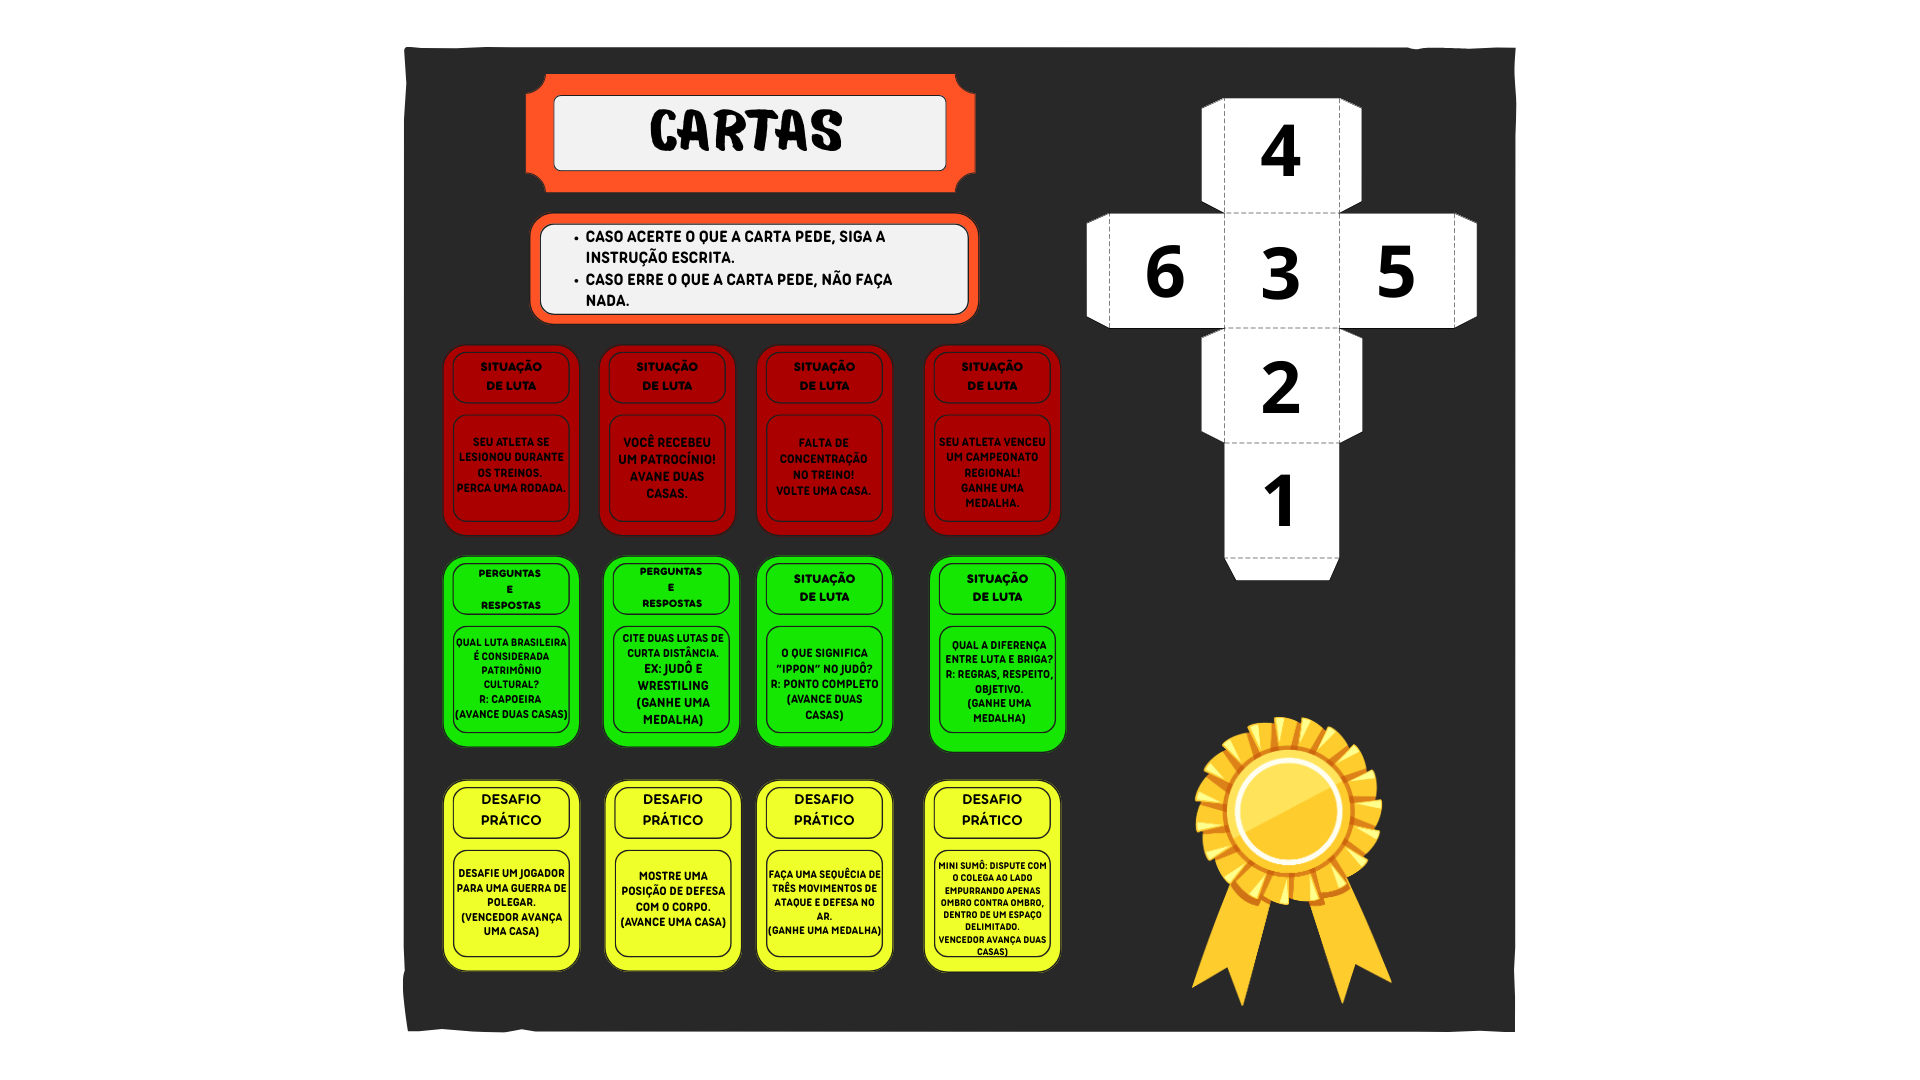 CARTAS
• CASO ACERTE O QUE A CARTA PEDE, SIGA A
INSTRUÇÃO ESCRITA.
• CASO ERRE O QUE A CARTA PEDE, NÃO FAÇA
NADA.
4
6 3 5
2
1
SITUAÇÃO
DE LUTA
SEU ATLETA SE
LESIONOU DURANTE
OS TREINOS.
PERCA UMA RODADA.
SITUAÇÃO
DE LUTA
VOCÊ RECEBEU
UM PATROCÍNIO!
AVANE DUAS
CASAS.
SITUAÇÃO
DE LUTA
FALTA DE
CONCENTRAÇÃO
NO TREINO!
VOLTE UMA CASA.
SITUAÇÃO
DE LUTA
SEU ATLETA VENCEU
UM CAMPEONATO
REGIONAL!
GANHE UMA
MEDALHA.
PERGUNTAS
E
RESPOSTAS
QUAL LUTA BRASILEIRA
É CONSIDERADA
PATRIMÔNIO
CULTURAL?
R: CAPOEIRA
(AVANCE DUAS CASAS)
PERGUNTAS
E
RESPOSTAS
CITE DUAS LUTAS DE
CURTA DISTÂNCIA.
EX: JUDÔ E
WRESTILING
(GANHE UMA
MEDALHA)
SITUAÇÃO
DE LUTA
O QUE SIGNIFICA
“IPPON” NO JUDÔ?
R: PONTO COMPLETO
(AVANCE DUAS
CASAS)
SITUAÇÃO
DE LUTA
QUAL A DIFERENÇA
ENTRE LUTA E BRIGA?
R: REGRAS, RESPEITO,
OBJETIVO.
(GANHE UMA
MEDALHA)
DESAFIO
PRÁTICO
DESAFIE UM JOGADOR
PARA UMA GUERRA DE
POLEGAR.
(VENCEDOR AVANÇA
UMA CASA)
DESAFIO
PRÁTICO
MOSTRE UMA
POSIÇÃO DE DEFESA
COM O CORPO.
(AVANCE UMA CASA)
DESAFIO
PRÁTICO
FAÇA UMA SEQUÊCIA DE
TRÊS MOVIMENTOS DE
ATAQUE E DEFESA NO
AR.
(GANHE UMA MEDALHA)
DESAFIO
PRÁTICO
MINI SUMÔ: DISPUTE COM
O COLEGA AO LADO
EMPURRANDO APENAS
OMBRO CONTRA OMBRO,
DENTRO DE UM ESPAÇO
DELIMITADO.
VENCEDOR AVANÇA DUAS
CASAS)